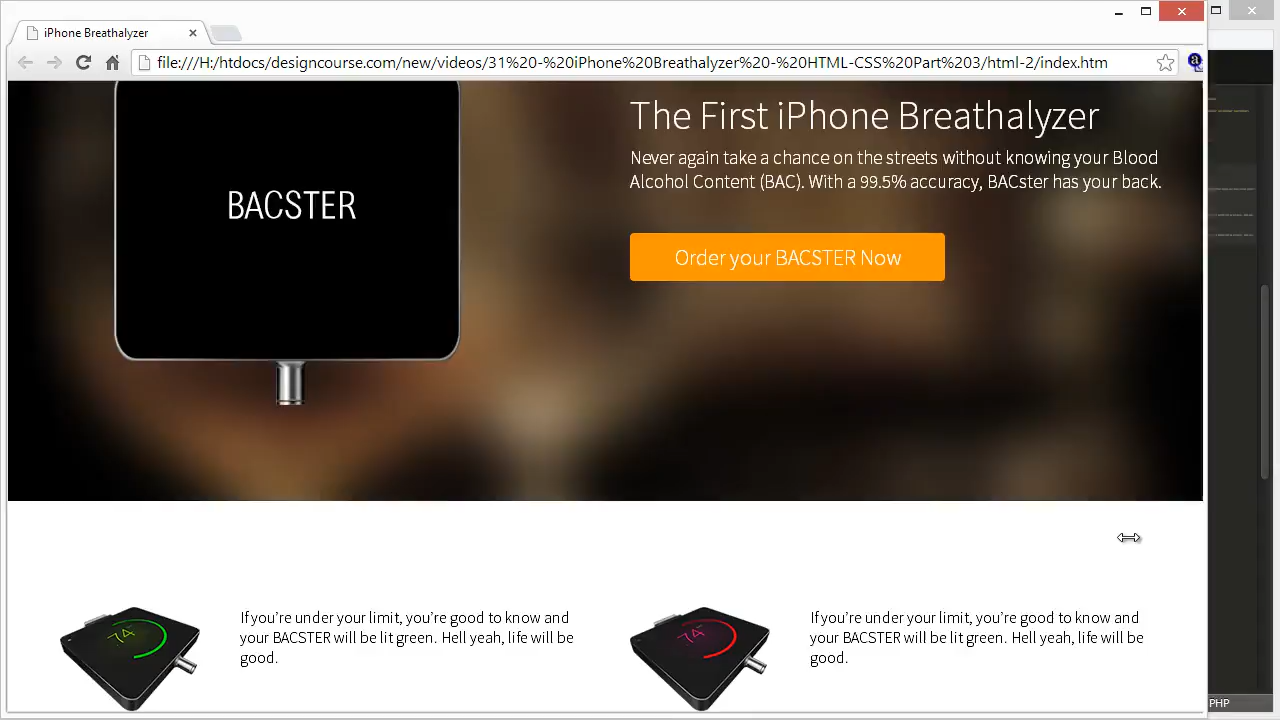 iPhone Breathalyzer
file:///H:/htdocs/designcourse.com/new/videos/31%20-%20iPhone%20Breathalyzer%20-%20HTML-CSS%20Part%203/html-2/index.htm
The First iPhone Breathalyzer
Never again take a chance on the streets without knowing your Blood
Alcohol Content (BAC). With a 99.5% accuracy, BACster has your back.
BACSTER
Order your BACSTER Now
If you’re under your limit, you’re good to know and
your BACSTER will be lit green. Hell yeah, life will be
good.
.74
If you’re under your limit, you’re good to know and
your BACSTER will be lit green. Hell yeah, life will be
good.
.74
PHP